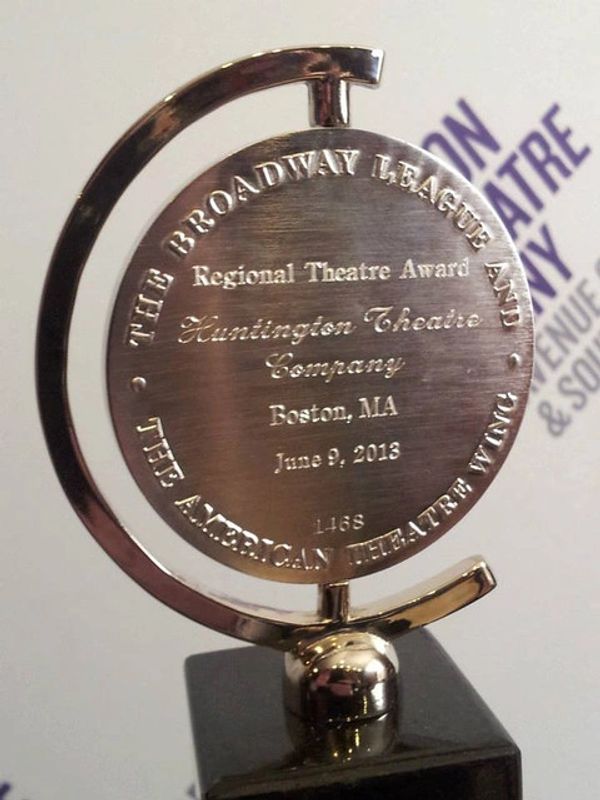 THE BROADWAY LEAGUE AND
Regional Theatre Award
Huntington Theatre
Company
Boston, MA
June 9, 2013
1468
THE AMERICAN THEATRE WING
& SOU